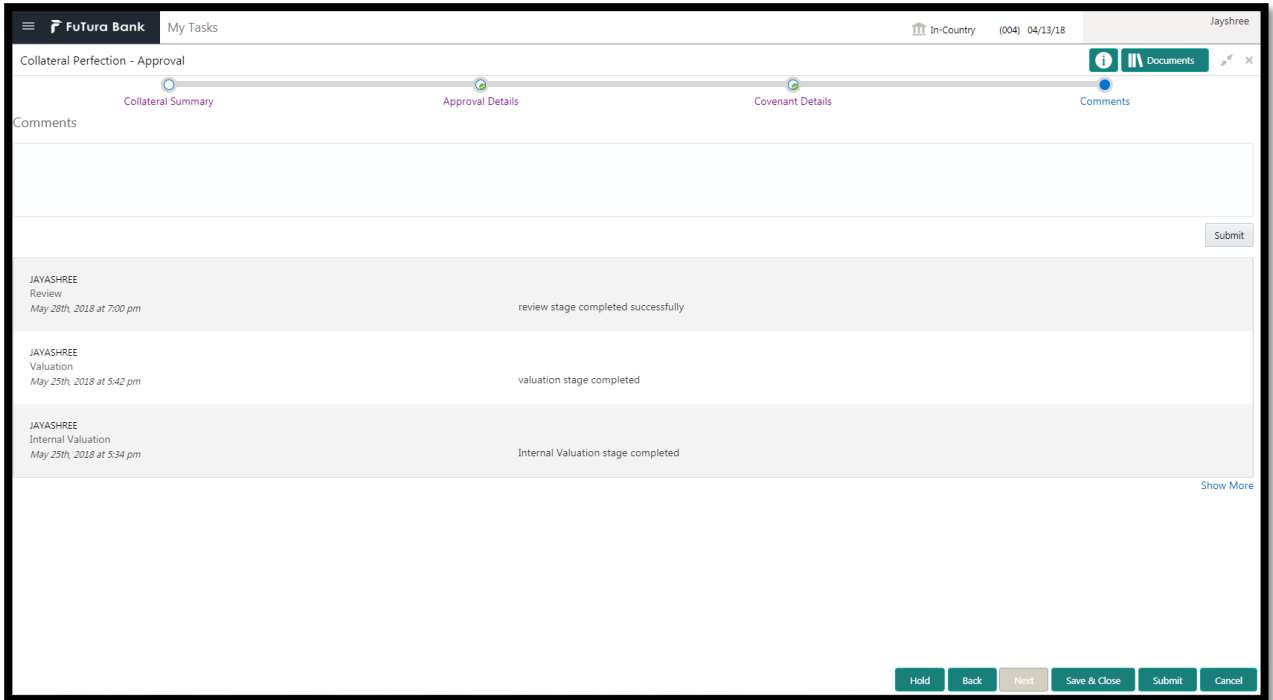 FuTura Bank
My Tasks
In-Country
(004) 04/13/18
Jayshree
Collateral Perfection - Approval
i
Documents
Collateral Summary
Approval Details
Covenant Details
Comments
Comments
Submit
JAYASHREE
Review
May 28th, 2018 at 7:00 pm
review stage completed successfully
JAYASHREE
Valuation
May 25th, 2018 at 5:42 pm
valuation stage completed
JAYASHREE
Internal Valuation
May 25th, 2018 at 5:34 pm
Internal Valuation stage completed
Show More
Hold
Back
Next
Save & Close
Submit
Cancel